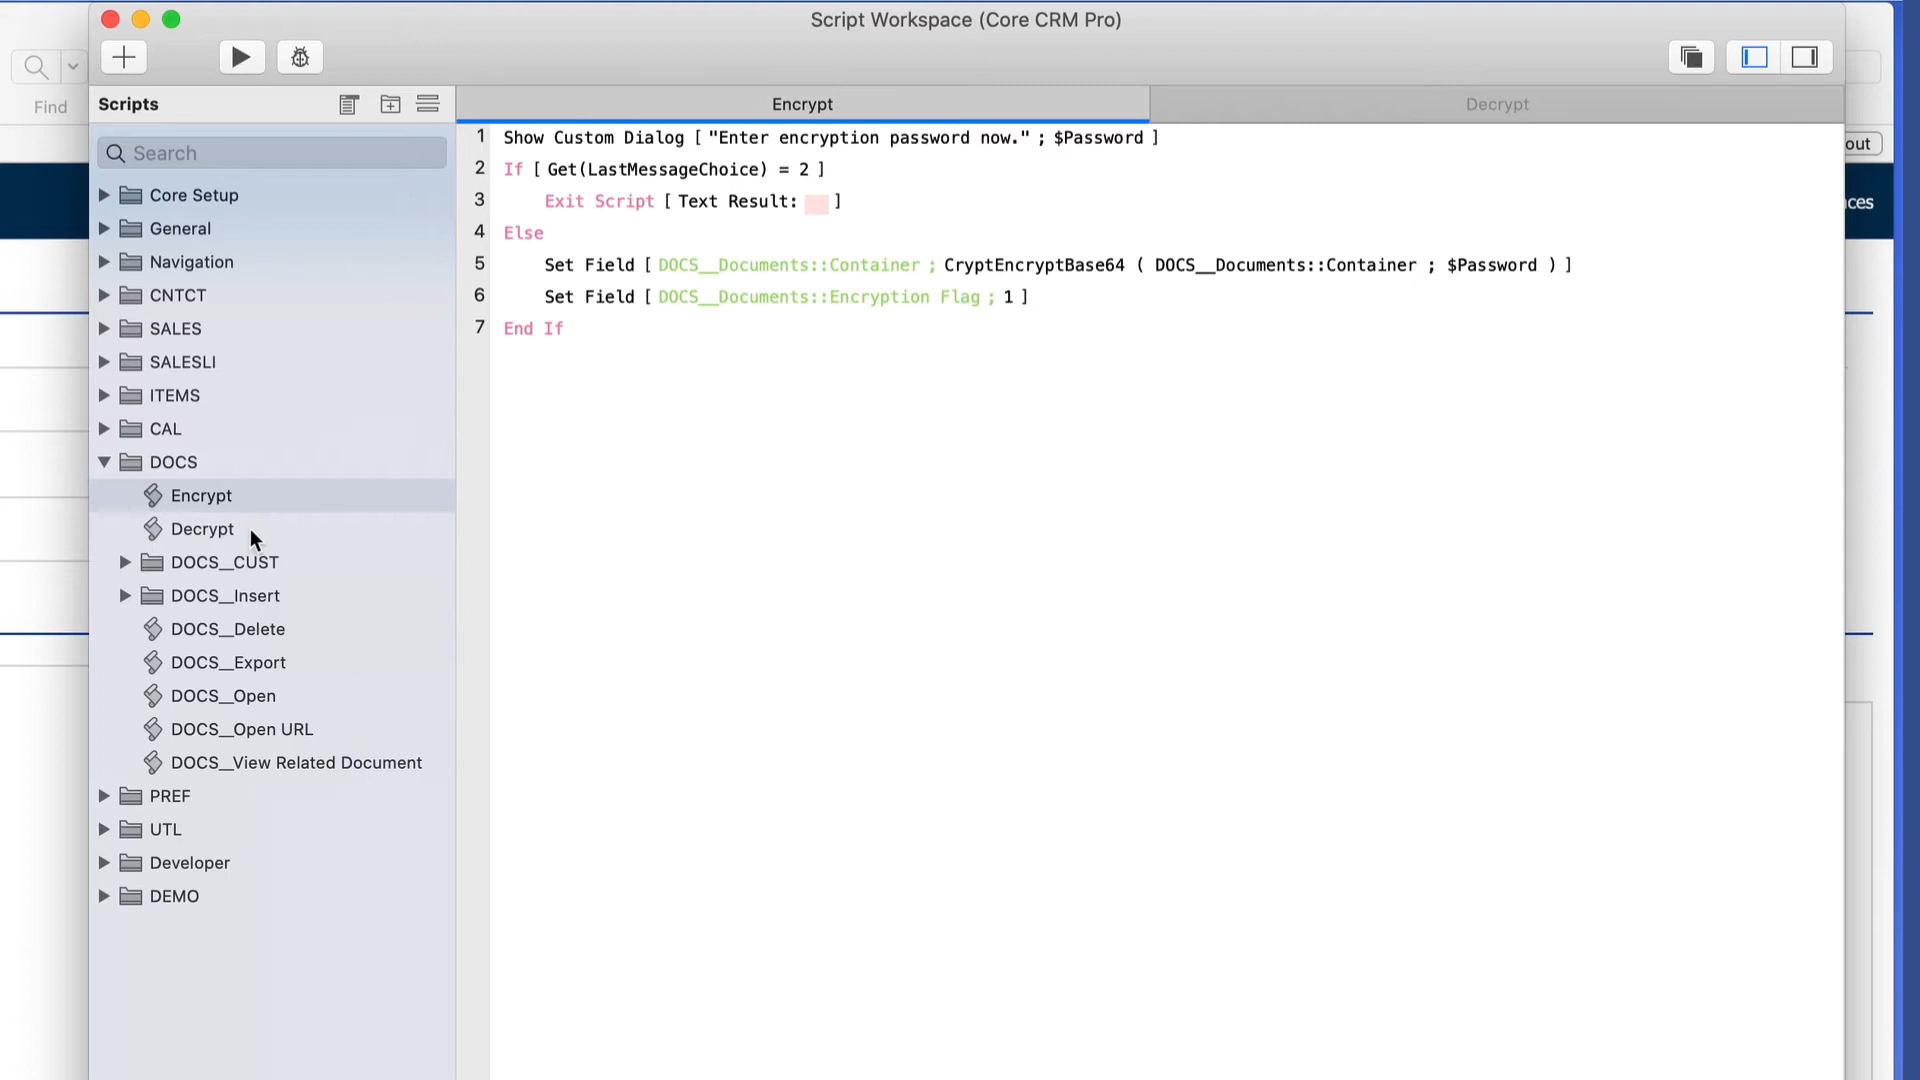 Script Workspace (Core CRM Pro)
Find
Scripts
Encrypt
Decrypt
out
Search
1 Show Custom Dialog [ "Enter encryption password now." ; $Password ]
2 If [ Get(LastMessageChoice) = 2 ]
3 Exit Script [ Text Result: ]
4 Else
5 Set Field [ DOCS__Documents::Container ; CryptEncryptBase64 ( DOCS__Documents::Container ; $Password ) ]
6 Set Field [ DOCS__Documents::Encryption Flag ; 1 ]
7 End If
Core Setup
General
Navigation
CNTCT
SALES
SALESLI
ITEMS
CAL
DOCS
Encrypt
Decrypt
DOCS__CUST
DOCS__Insert
DOCS__Delete
DOCS__Export
DOCS__Open
DOCS__Open URL
DOCS__View Related Document
PREF
UTL
Developer
DEMO